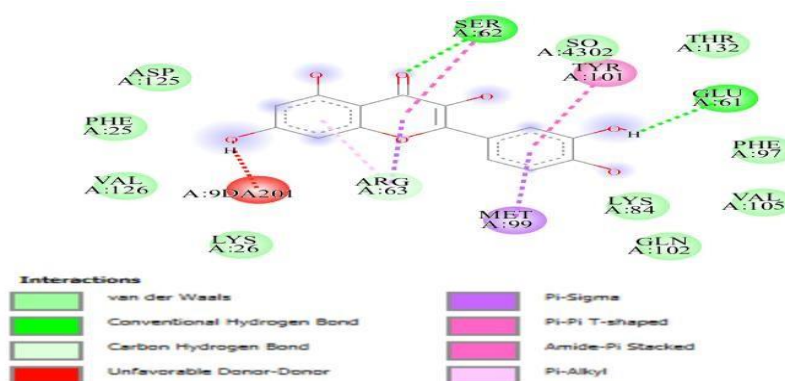 SER
A:62
SO
A:4302
THR
A:132
ASP
A:125
TYR
A:101
O
O
O
GLU
A:61
PHE
A:25
O
H
PHE
A:97
O
H
O
O
VAL
A:126
A:9DA201
ARG
A:63
LYS
A:84
VAL
A:105
MET
A:99
LYS
A:26
GLN
A:102
Interactions
van der Waals
Conventional Hydrogen Bond
Carbon Hydrogen Bond
Unfavorable Donor-Donor
Pi-Sigma
Pi-Pi T-shaped
Amide-Pi Stacked
Pi-Alkyl